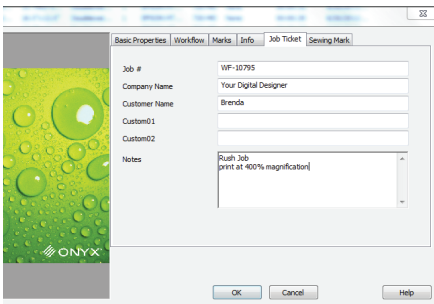 Basic Properties Workflow Marks Info Job Ticket Sewing Mark
Job # WF-10795
Company Name Your Digital Designer
Customer Name Brenda
Custom01
Custom02
Notes Rush Job
print at 400% magnification
ONYX
OK Cancel Help